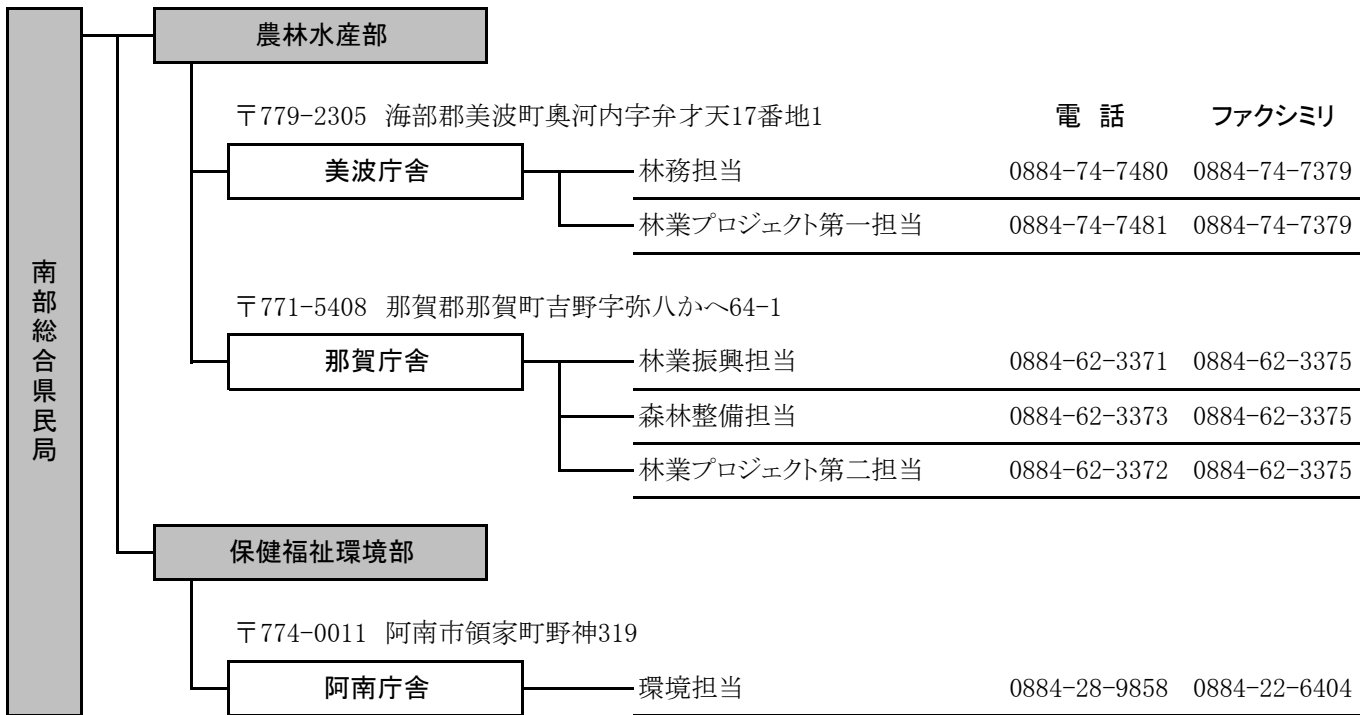 南部総合県民局
農林水産部
〒779-2305 海部郡美波町奥河内字弁才天17番地1 電 話 ファクシミリ
美波庁舎 林務担当 0884-74-7480 0884-74-7379
林業プロジェクト第一担当 0884-74-7481 0884-74-7379
〒771-5408 那賀郡那賀町吉野字弥八かへ64-1
那賀庁舎 林業振興担当 0884-62-3371 0884-62-3375
森林整備担当 0884-62-3373 0884-62-3375
林業プロジェクト第二担当 0884-62-3372 0884-62-3375
保健福祉環境部
〒774-0011 阿南市領家町野神319
阿南庁舎 環境担当 0884-28-9858 0884-22-6404